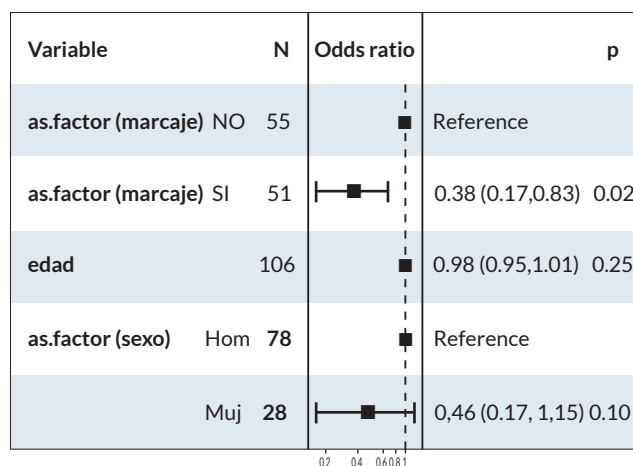 Variable N Odds ratio p
as.factor (marcaje) NO 55 Reference
as.factor (marcaje) SI 51 0.38 (0.17,0.83) 0.02
edad 106 0.98 (0.95,1.01) 0.25
as.factor (sexo) Hom 78 Reference
Muj 28 0,46 (0.17, 1,15) 0.10
0.2 0.4 0.6 0.8 1